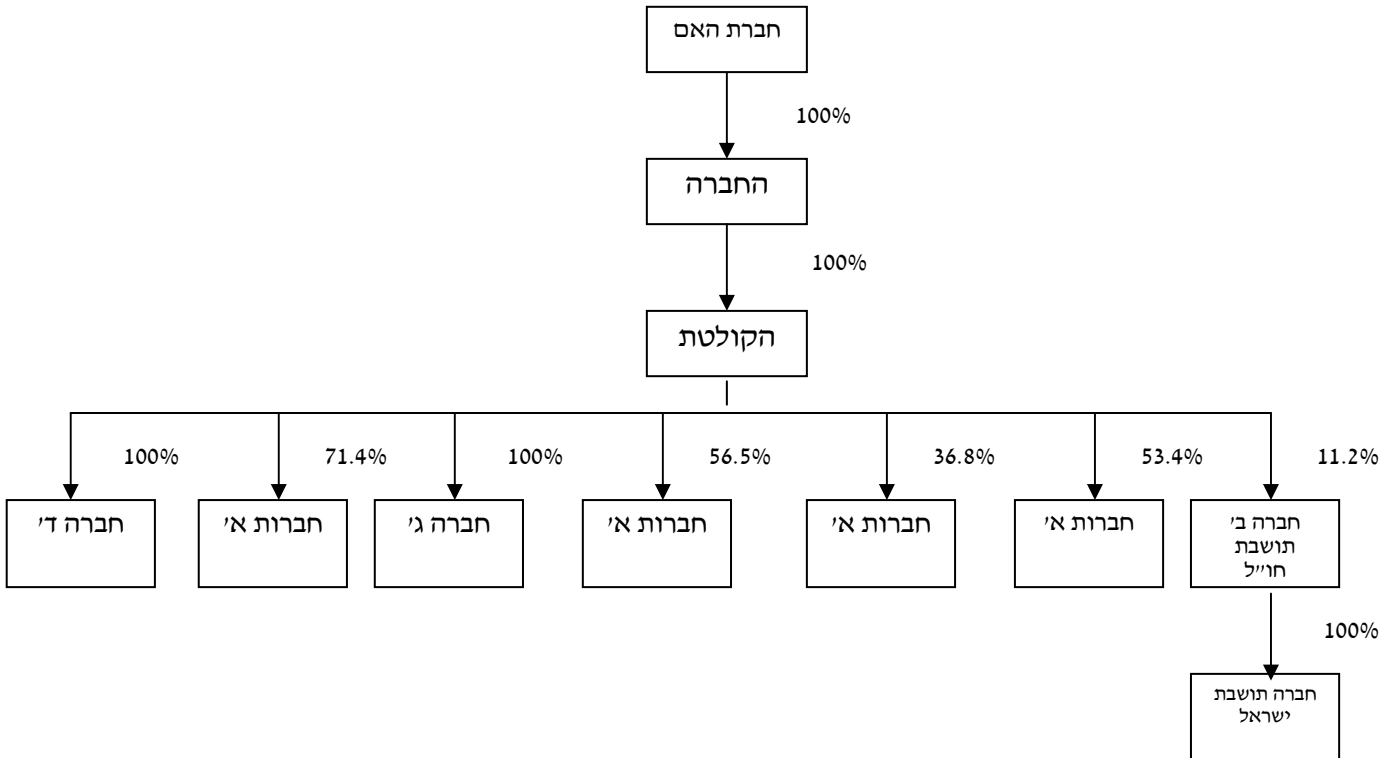 חברת האם
100%
החברה
100%
הקולטת
100%
71.4%
100%
56.5%
36.8%
53.4%
11.2%
חברה ד׳
חברות א׳
חברה ג׳
חברות א׳
חברות א׳
חברות א׳
חברה ב׳
תושבת
חו״ל
100%
חברה תושבת
ישראל